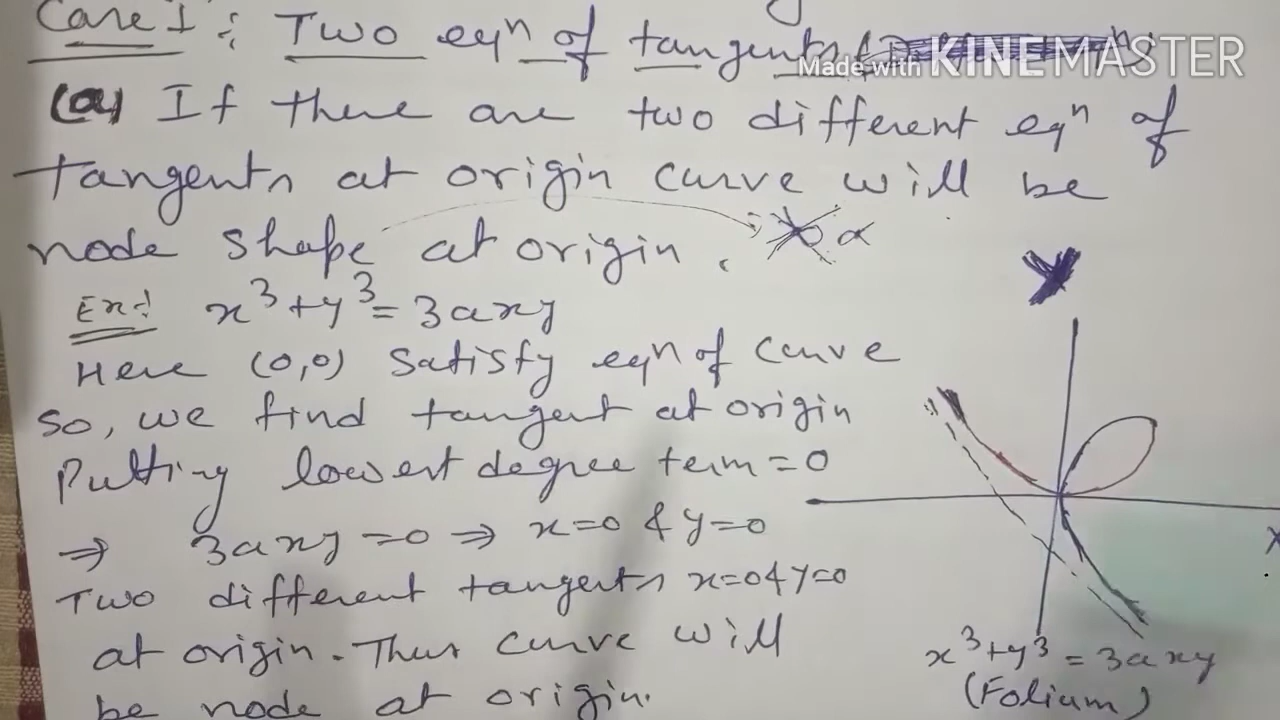 Case I : Two eqn of tangents
Made with KINEMASTER
(a) If there are two different eqn of
tangents at origin curve will be
node shape at origin. ∝
Ex: x³+y³=3axy
Here (0,0) satisfy eqn of curve
so, we find tangent at origin
Putting lowest degree term=0
⇒ 3axy=0 ⇒ x=0 & y=0
Two different tangents x=0&y=0
at origin. Thus curve will
be node at origin.
Y
X
x³+y³=3axy
(Folium)